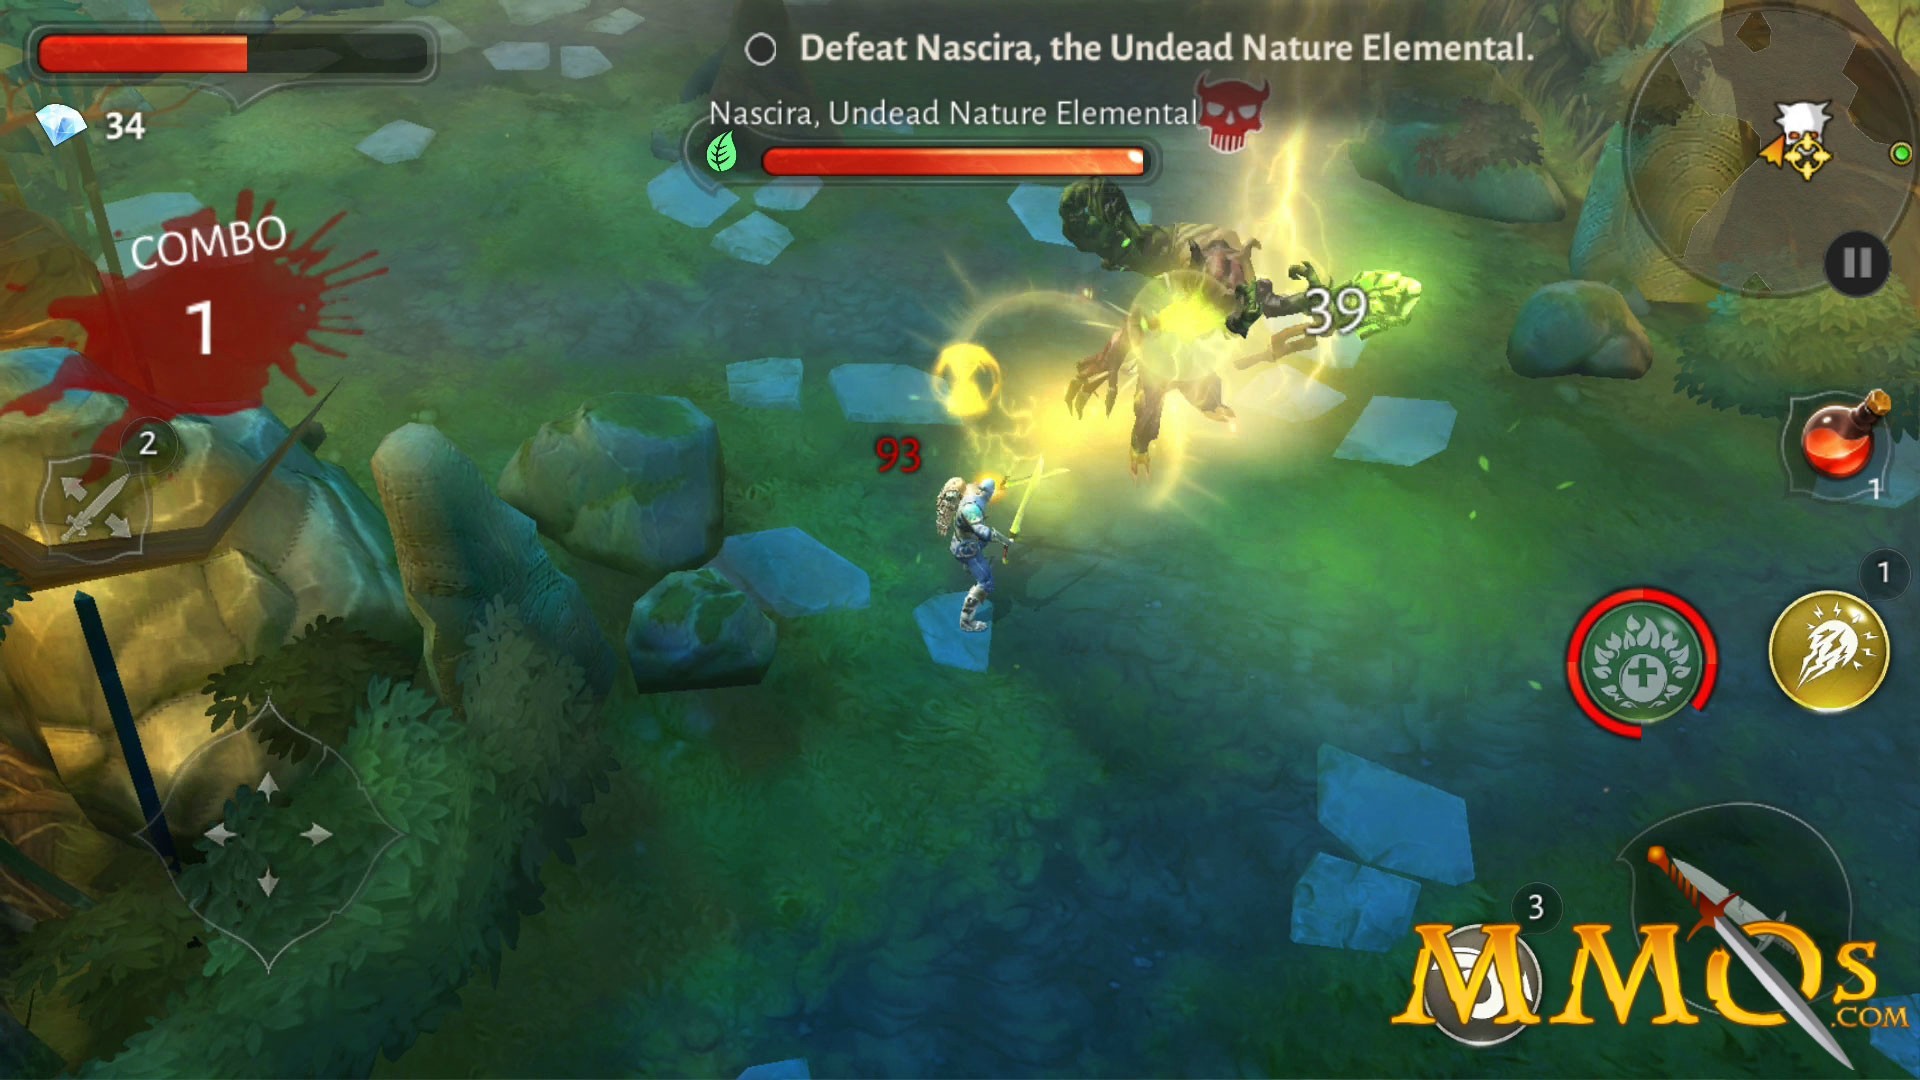 Defeat Nascira, the Undead Nature Elemental.
Nascira, Undead Nature Elemental
34
COMBO
1
39
93
2
1
1
3
MMOs
.COM